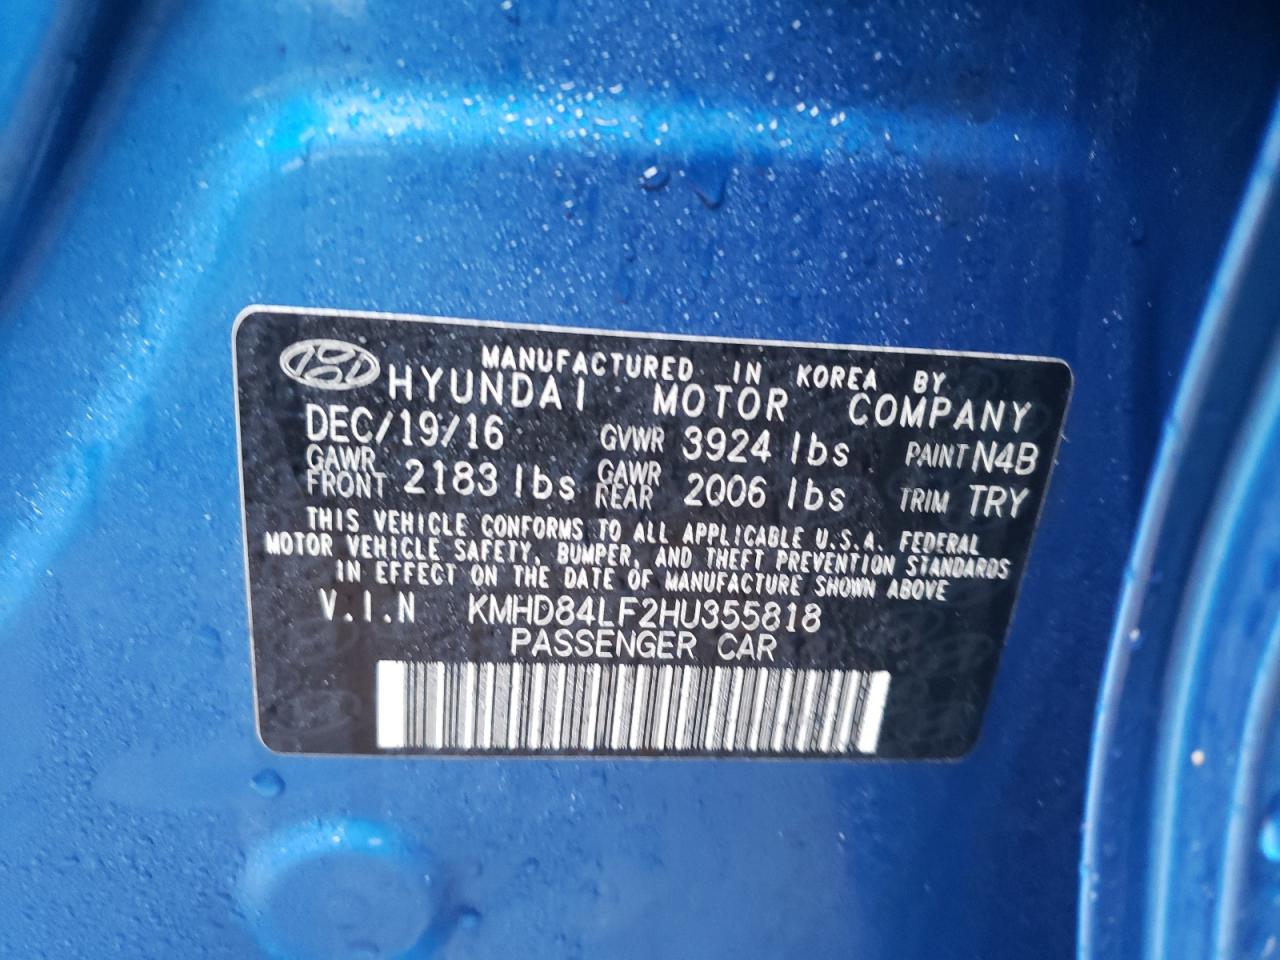 MANUFACTURED IN KOREA BY
HYUNDAI MOTOR COMPANY
DEC/19/16 GVWR 3924 lbs PAINT N4B
GAWR FRONT 2183 lbs GAWR REAR 2006 lbs TRIM TRY
THIS VEHICLE CONFORMS TO ALL APPLICABLE U.S.A. FEDERAL
MOTOR VEHICLE SAFETY, BUMPER, AND THEFT PREVENTION STANDARDS
IN EFFECT ON THE DATE OF MANUFACTURE SHOWN ABOVE
V.I.N KMHD84LF2HU355818
PASSENGER CAR